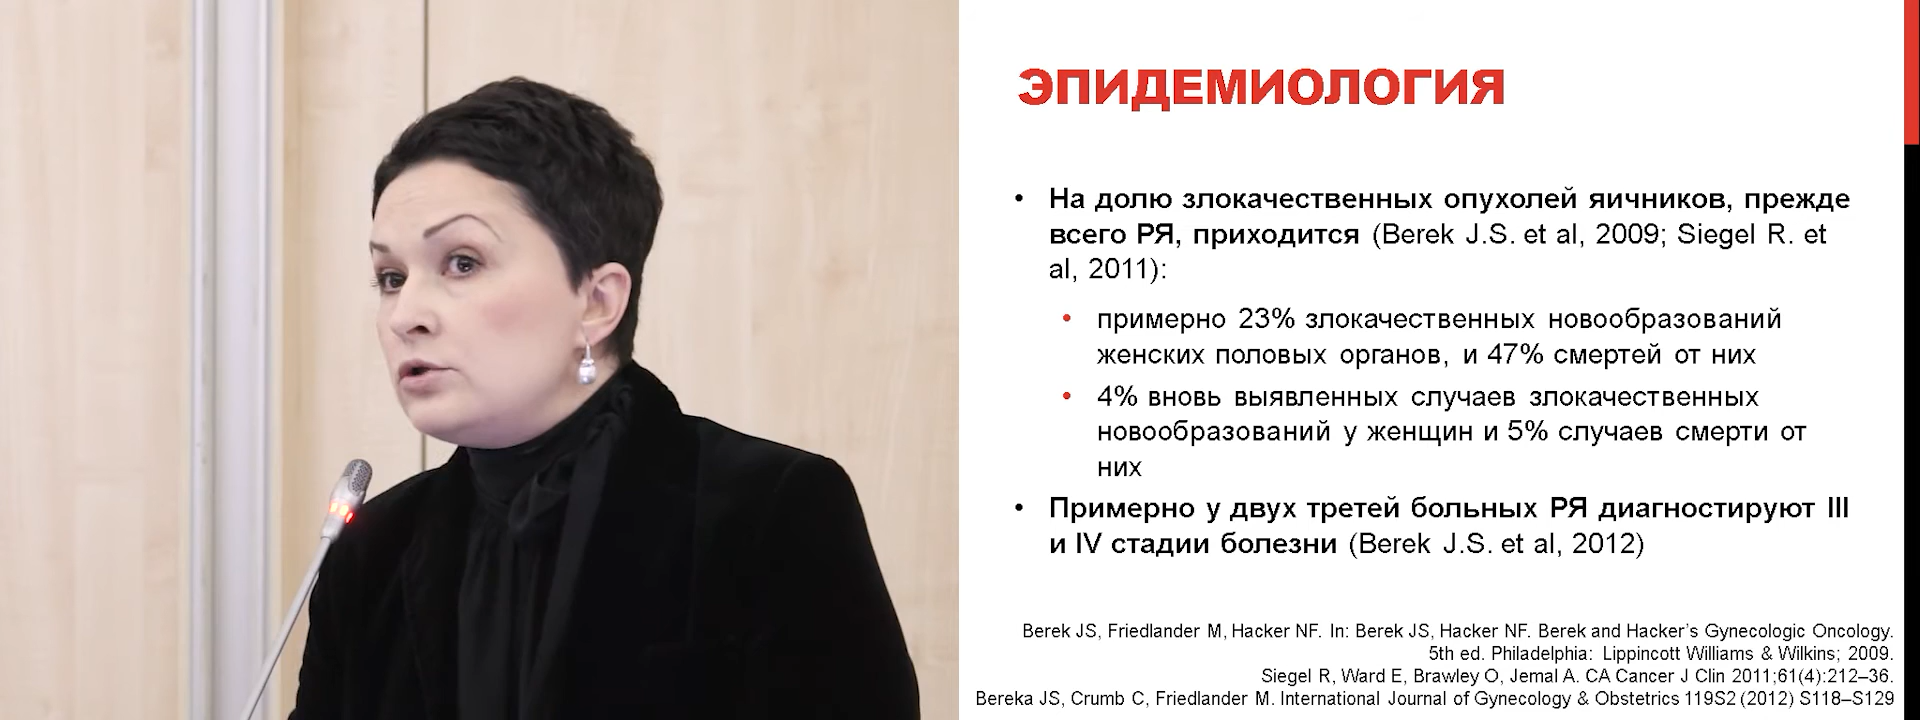 ЭПИДЕМИОЛОГИЯ
• На долю злокачественных опухолей яичников, прежде
всего РЯ, приходится (Berek J.S. et al, 2009; Siegel R. et
al, 2011):
• примерно 23% злокачественных новообразований
женских половых органов, и 47% смертей от них
• 4% вновь выявленных случаев злокачественных
новообразований у женщин и 5% случаев смерти от
них
• Примерно у двух третей больных РЯ диагностируют III
и IV стадии болезни (Berek J.S. et al, 2012)
Berek JS, Friedlander M, Hacker NF. In: Berek JS, Hacker NF. Berek and Hacker’s Gynecologic Oncology.
5th ed. Philadelphia: Lippincott Williams & Wilkins; 2009.
Siegel R, Ward E, Brawley O, Jemal A. CA Cancer J Clin 2011;61(4):212–36.
Bereka JS, Crumb C, Friedlander M. International Journal of Gynecology & Obstetrics 119S2 (2012) S118–S129